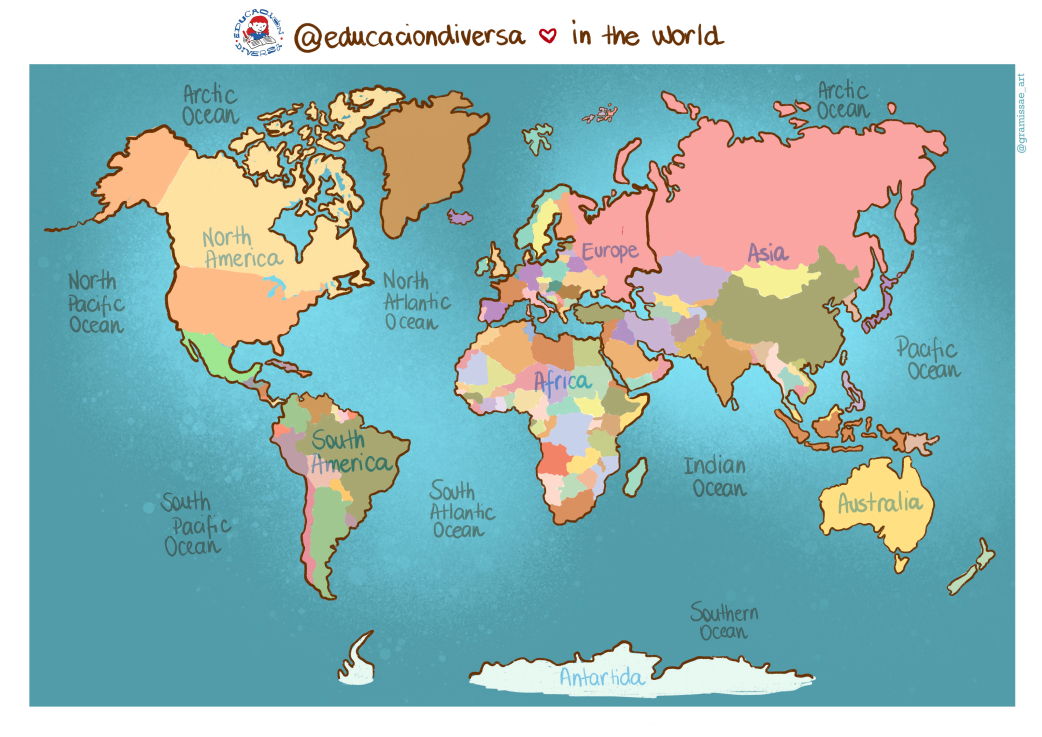 EDUCACIÓN
DIVERSA
@educaciondiversa in the world
@gramissae_art
Arctic
Ocean
Arctic
Ocean
North
America
Europe
Asia
North
Pacific
Ocean
North
Atlantic
Ocean
Pacific
Ocean
Africa
South
America
Indian
Ocean
South
Pacific
Ocean
South
Atlantic
Ocean
Australia
Southern
Ocean
Antartida